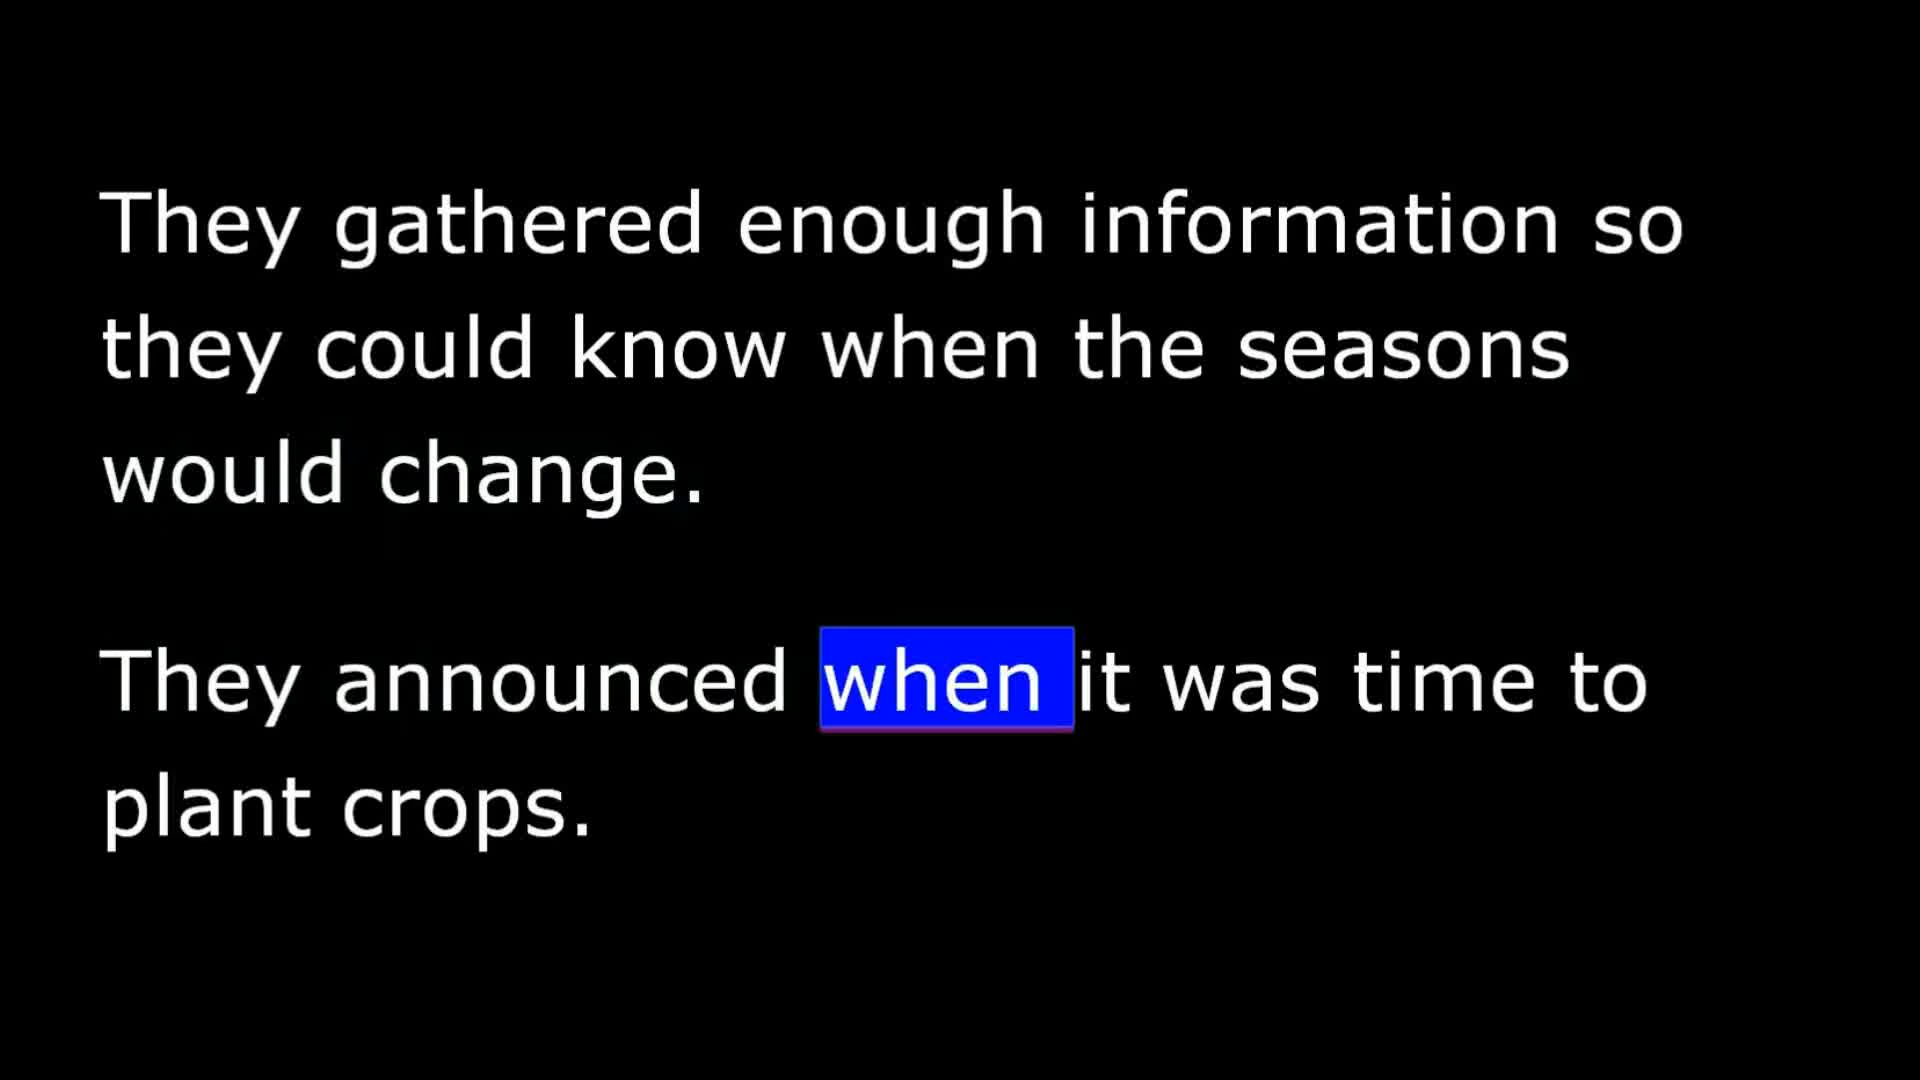 They gathered enough information so
they could know when the seasons
would change.
They announced when it was time to
plant crops.